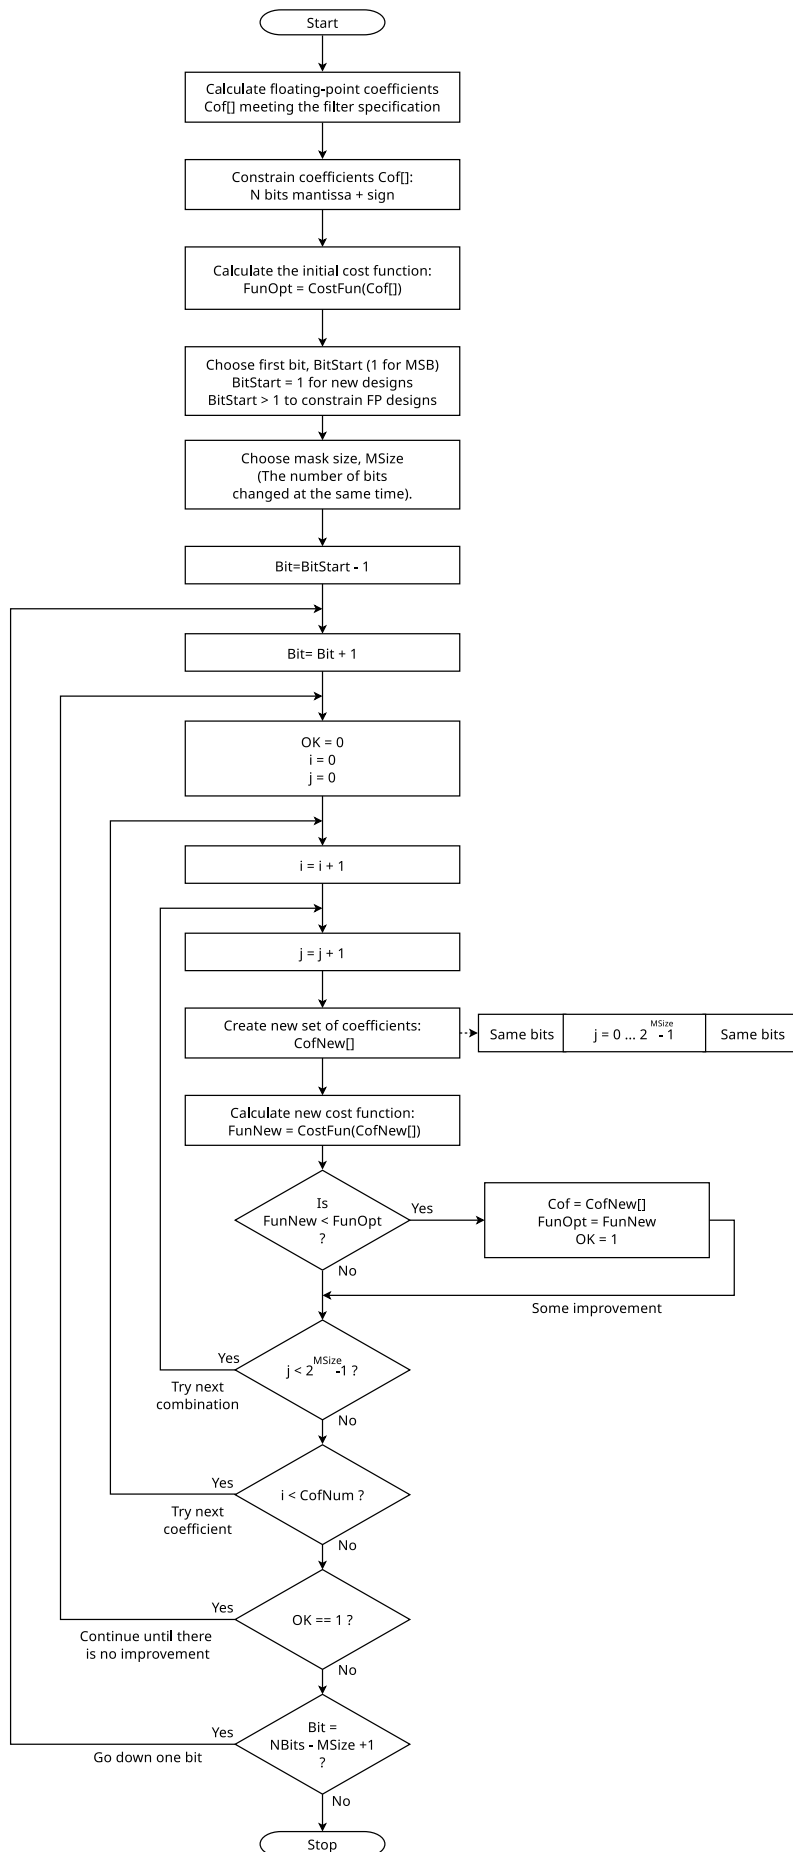 Start
Calculate floating-point coefficients
Cof[] meeting the filter specification
Constrain coefficients Cof[]:
N bits mantissa + sign
Calculate the initial cost function:
FunOpt = CostFun(Cof[])
Choose first bit, BitStart (1 for MSB)
BitStart = 1 for new designs
BitStart > 1 to constrain FP designs
Choose mask size, MSize
(The number of bits
changed at the same time).
Bit=BitStart - 1
Bit= Bit + 1
OK = 0
i = 0
j = 0
i = i + 1
j = j + 1
Create new set of coefficients:
CofNew[]
Same bits
j = 0 ... 2^MSize - 1
Same bits
Calculate new cost function:
FunNew = CostFun(CofNew[])
Is
FunNew < FunOpt
?
Yes
Cof = CofNew[]
FunOpt = FunNew
OK = 1
No
Some improvement
j < 2^MSize-1 ?
Yes
Try next
combination
No
i < CofNum ?
Yes
Try next
coefficient
No
OK == 1 ?
Yes
Continue until there
is no improvement
No
Bit =
NBits - MSize +1
?
Yes
Go down one bit
No
Stop